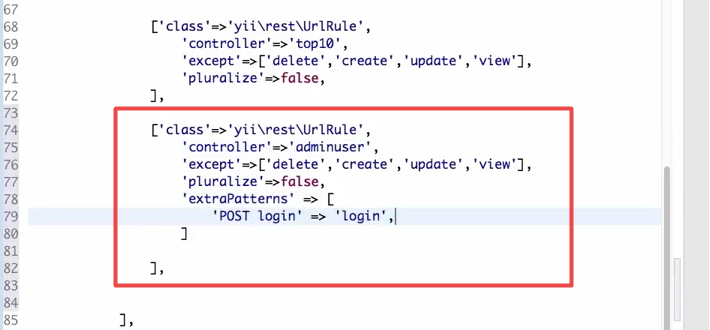 67
68 ['class'=>'yii\rest\UrlRule',
69 'controller'=>'top10',
70 'except'=>['delete','create','update','view'],
71 'pluralize'=>false,
72 ],
73
74 ['class'=>'yii\rest\UrlRule',
75 'controller'=>'adminuser',
76 'except'=>['delete','create','update','view'],
77 'pluralize'=>false,
78 'extraPatterns' => [
79 'POST login' => 'login',
80 ]
81
82 ],
83
84
85 ],